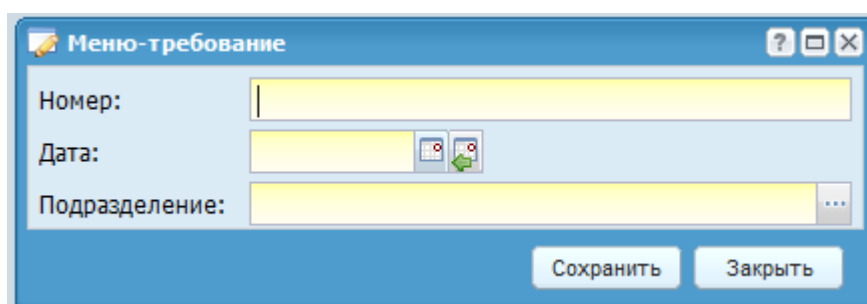 Меню-требование
Номер:
Дата:
Подразделение:
Сохранить Закрыть